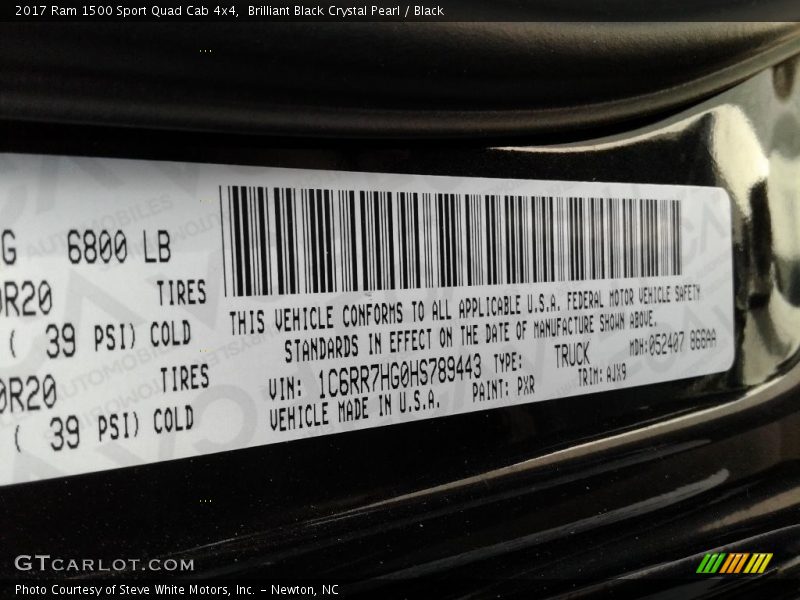 2017 Ram 1500 Sport Quad Cab 4x4,  Brilliant Black Crystal Pearl / Black
G 6800 LB
0R20 TIRES
( 39 PSI) COLD
0R20 TIRES
( 39 PSI) COLD
THIS VEHICLE CONFORMS TO ALL APPLICABLE U.S.A. FEDERAL MOTOR VEHICLE SAFETY
STANDARDS IN EFFECT ON THE DATE OF MANUFACTURE SHOWN ABOVE.
VIN: 1C6RR7HG0HS789443 TYPE: TRUCK MDH:052407 868AA
VEHICLE MADE IN U.S.A. PAINT: PXR TRIM: AJX9
GTCARLOT.COM
Photo Courtesy of Steve White Motors, Inc. – Newton, NC